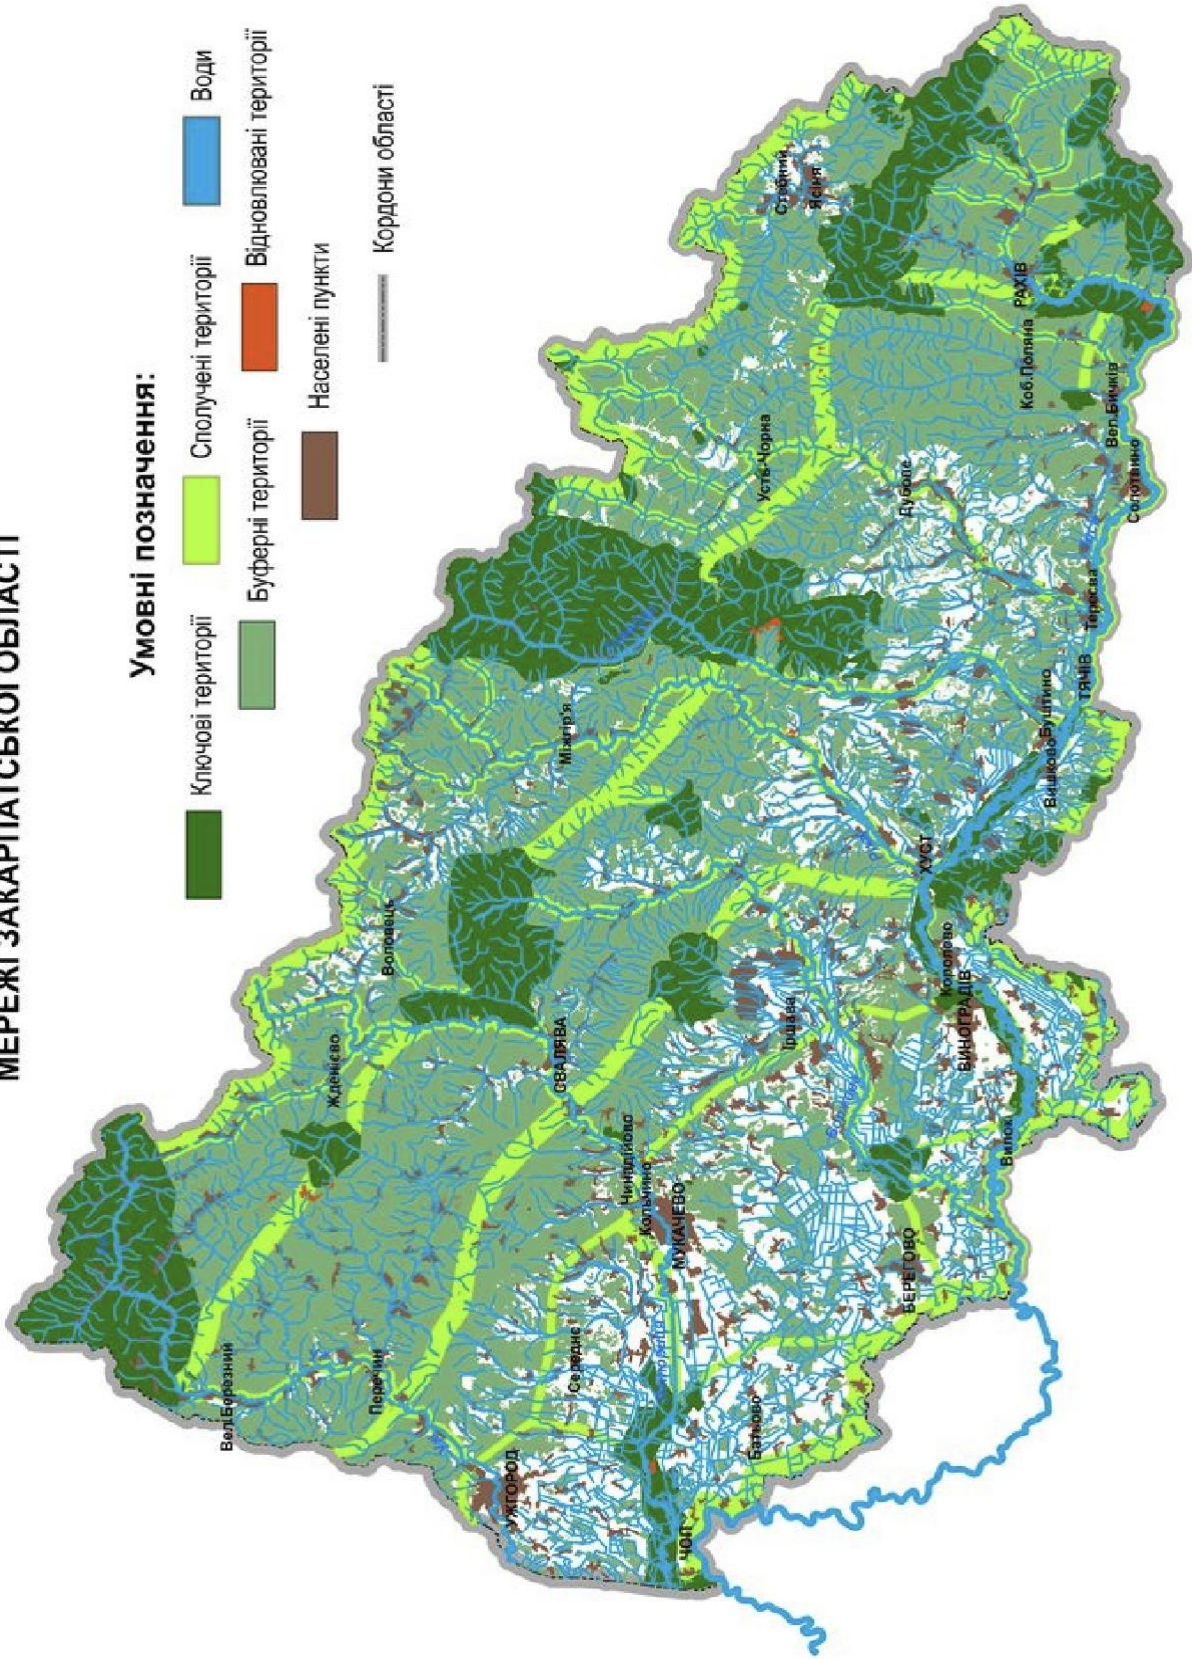 МЕРЕЖІ ЗАКАРПАТСЬКОЇ ОБЛАСТІ
Умовні позначення:
Ключові території
Сполучені території
Води
Буферні території
Відновлювані території
Населені пункти
Кордони області
Вел.Березний
Перечин
УЖГОРОД
Середнє
ЧОП
Батьово
Жденієво
Воловець
СВАЛЯВА
Чинадійово
Кольчино
МУКАЧЕВО
БЕРЕГОВО
Іршава
Вилок
ВИНОГРАДІВ
Королево
ХУСТ
Міжгір'я
Вишково
Буштино
ТЯЧІВ
Тересва
Дубове
Усть-Чорна
Солотвино
Вел.Бичків
Коб.Поляна
РАХІВ
Ясіня